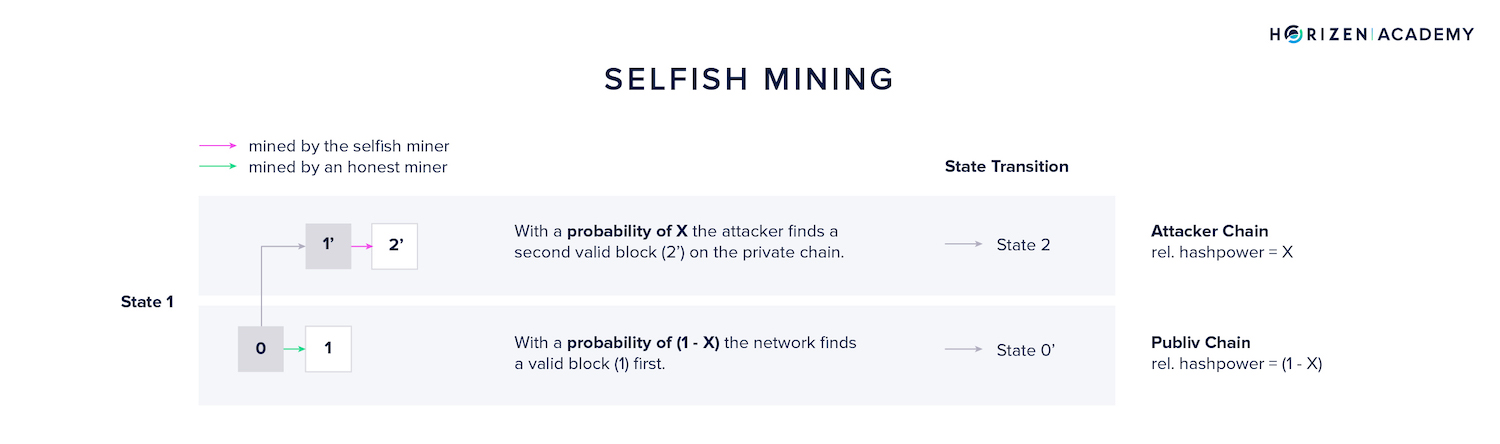 HORIZEN | ACADEMY
SELFISH MINING
mined by the selfish miner
mined by an honest miner
State Transition
1’
2’
With a probability of X the attacker finds a
second valid block (2’) on the private chain.
State 2
Attacker Chain
rel. hashpower = X
State 1
0
1
With a probability of (1 - X) the network finds
a valid block (1) first.
State 0’
Publiv Chain
rel. hashpower = (1 - X)